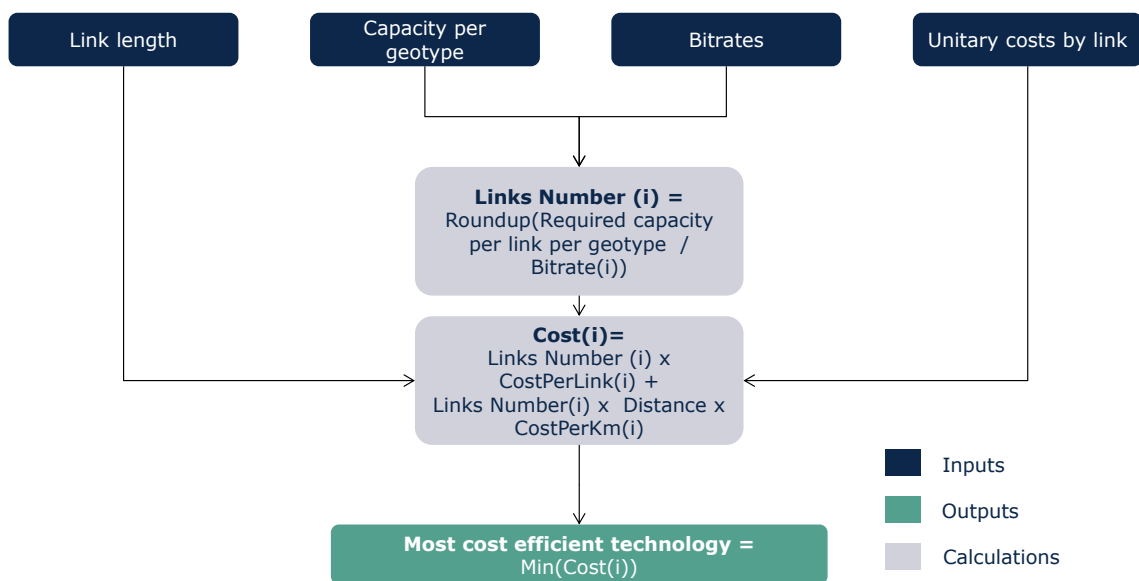 Link length
Capacity per
geotype
Bitrates
Unitary costs by link
Links Number (i) =
Roundup(Required capacity
per link per geotype  /
Bitrate(i))
Cost(i)=
Links Number (i) x
CostPerLink(i) +
Links Number(i) x  Distance x
CostPerKm(i)
Inputs
Outputs
Most cost efficient technology =
Min(Cost(i))
Calculations